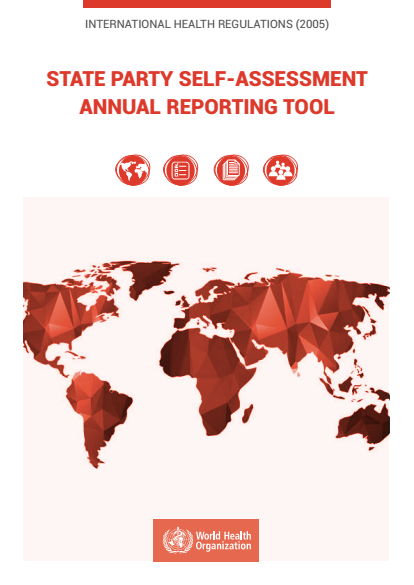 INTERNATIONAL HEALTH REGULATIONS (2005)
STATE PARTY SELF-ASSESSMENT
ANNUAL REPORTING TOOL
World Health
Organization